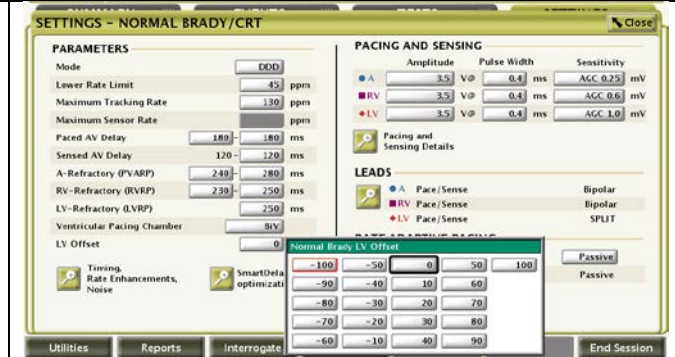 SETTINGS - NORMAL BRADY/CRT
Close
PARAMETERS
Mode DDD
Lower Rate Limit 45 ppm
Maximum Tracking Rate 130 ppm
Maximum Sensor Rate ppm
Paced AV Delay 180 - 180 ms
Sensed AV Delay 120 - 120 ms
A-Refractory (PVARP) 240 - 280 ms
RV-Refractory (RVRP) 230 - 250 ms
LV-Refractory (LVRP) 250 ms
Ventricular Pacing Chamber BiV
LV Offset 0
Timing,
Rate Enhancements,
Noise
SmartDela
optimizati
PACING AND SENSING
Amplitude Pulse Width Sensitivity
A 3.5 V@ 0.4 ms AGC 0.25 mV
RV 3.5 V@ 0.4 ms AGC 0.6 mV
LV 3.5 V@ 0.4 ms AGC 1.0 mV
Pacing and
Sensing Details
LEADS
A Pace/Sense Bipolar
RV Pace/Sense Bipolar
LV Pace/Sense SPLIT
RATE ADAPTIVE PACING
Passive
Passive
Normal Brady LV Offset
-100 -50 0 50 100
-90 -40 10 60
-80 -30 20 70
-70 -20 30 80
-60 -10 40 90
Utilities Reports Interrogate End Session